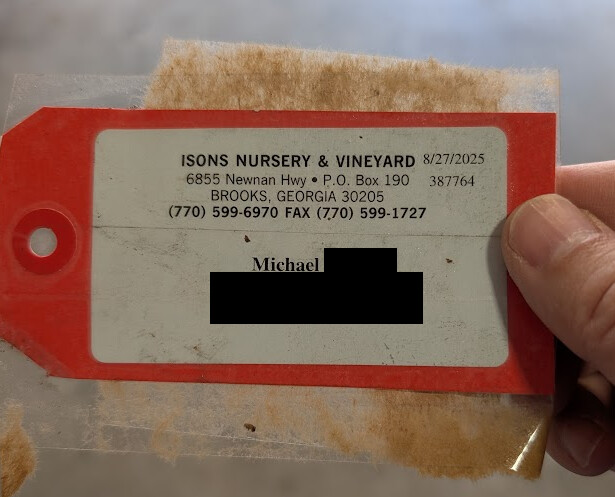 ISONS NURSERY & VINEYARD 8/27/2025
6855 Newnan Hwy • P.O. Box 190 387764
BROOKS, GEORGIA 30205
(770) 599-6970 FAX (770) 599-1727
Michael